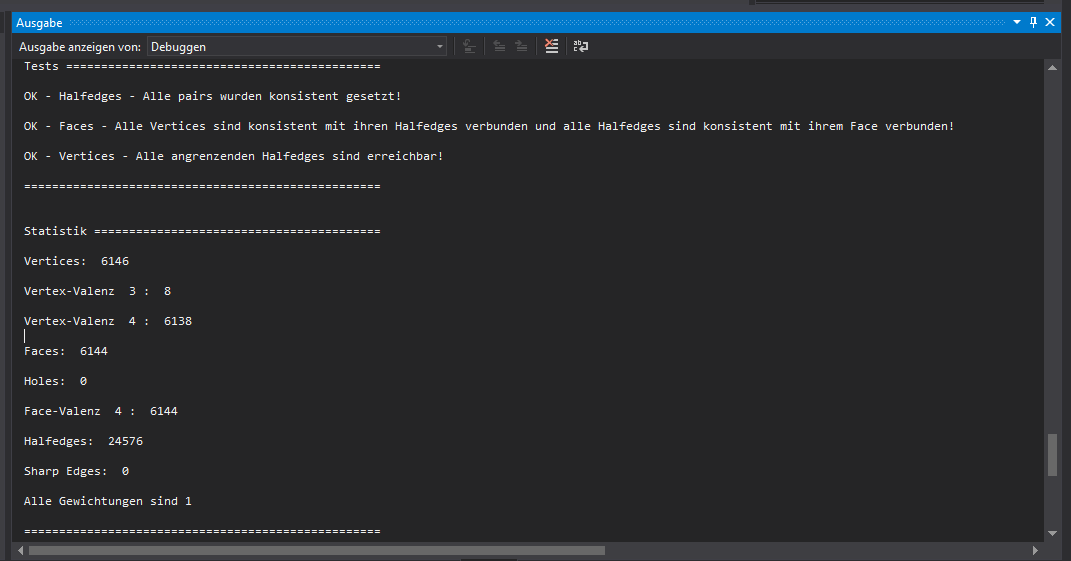 Ausgabe
Ausgabe anzeigen von: Debuggen
Tests =============================================
OK - Halfedges - Alle pairs wurden konsistent gesetzt!
OK - Faces - Alle Vertices sind konsistent mit ihren Halfedges verbunden und alle Halfedges sind konsistent mit ihrem Face verbunden!
OK - Vertices - Alle angrenzenden Halfedges sind erreichbar!
===================================================
Statistik =========================================
Vertices:  6146
Vertex-Valenz  3 :  8
Vertex-Valenz  4 :  6138
Faces:  6144
Holes:  0
Face-Valenz  4 :  6144
Halfedges:  24576
Sharp Edges:  0
Alle Gewichtungen sind 1
===================================================